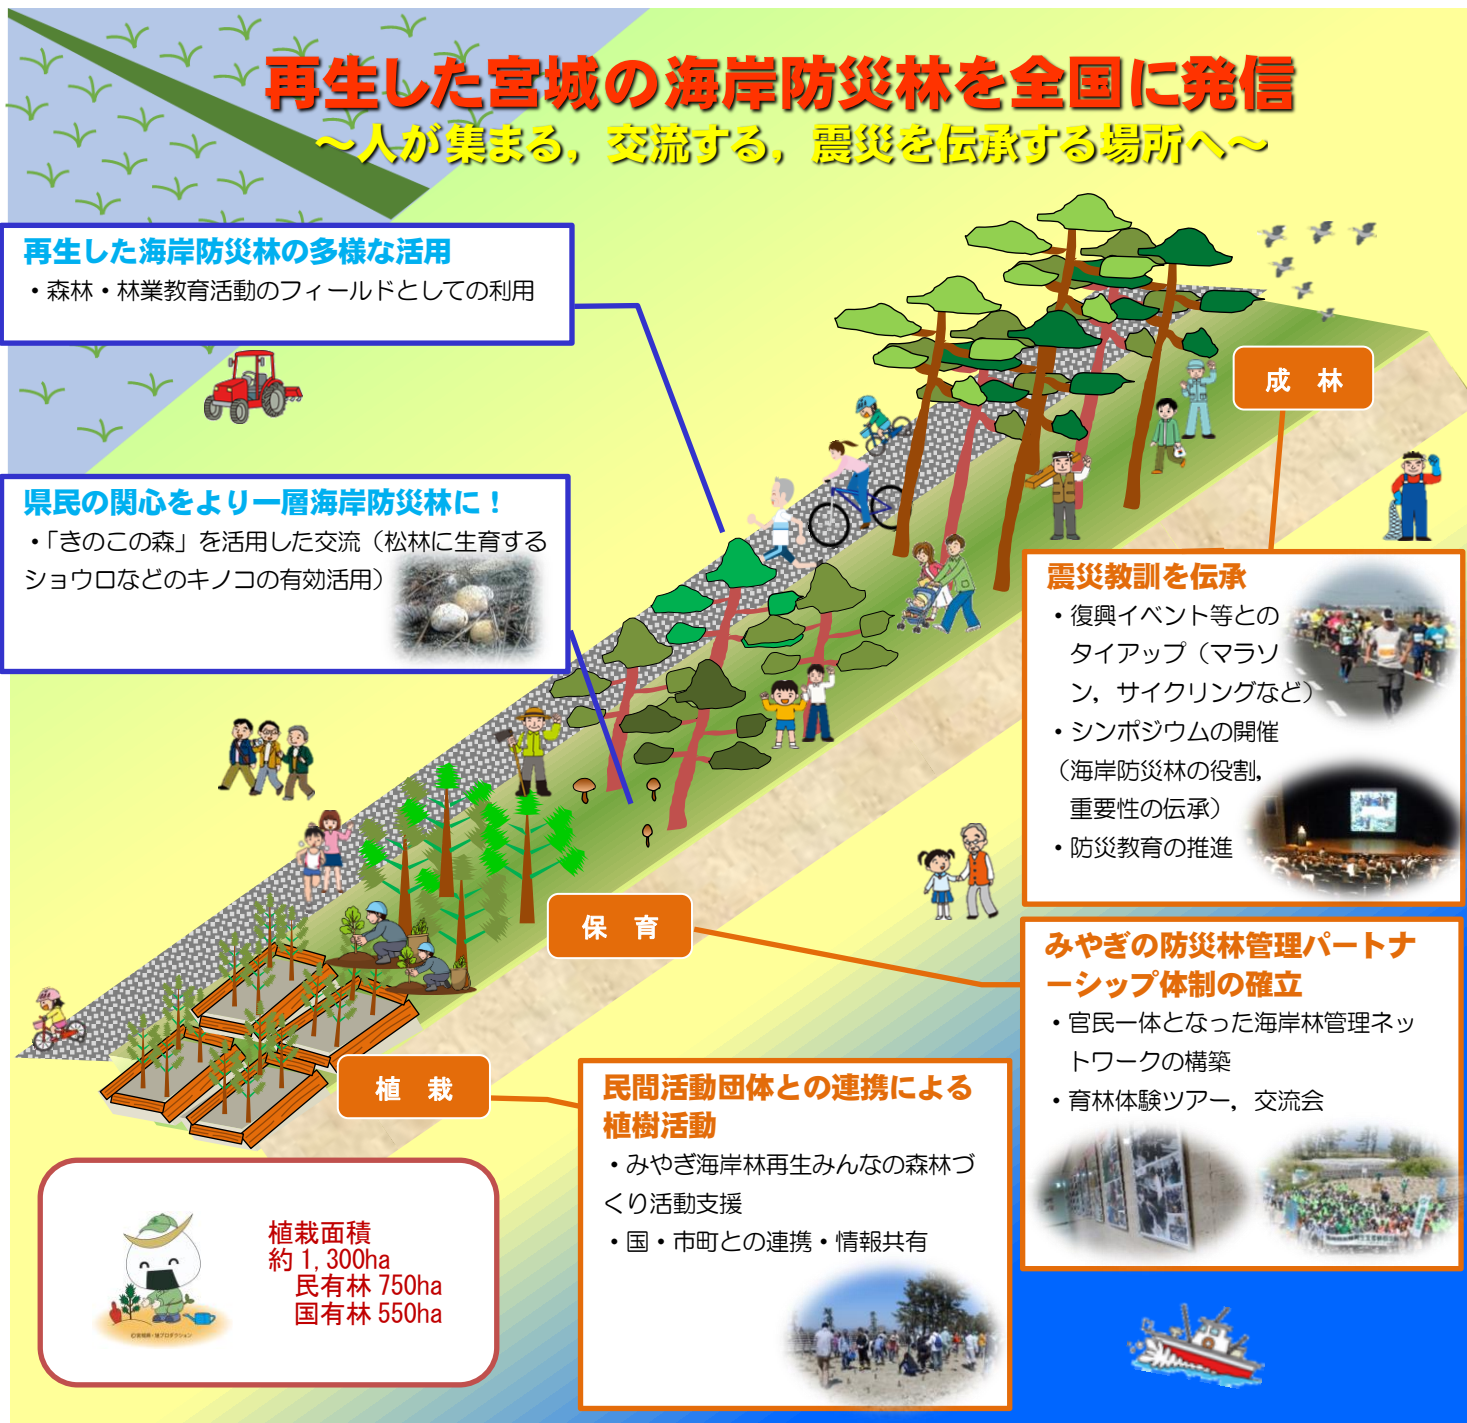 再生した宮城の海岸防災林を全国に発信
～人が集まる，交流する，震災を伝承する場所へ～
再生した海岸防災林の多様な活用
・森林・林業教育活動のフィールドとしての利用
県民の関心をより一層海岸防災林に！
・「きのこの森」を活用した交流（松林に生育する
ショウロなどのキノコの有効活用）
成　林
震災教訓を伝承
・復興イベント等との
タイアップ（マラソ
ン，サイクリングなど）
・シンポジウムの開催
（海岸防災林の役割，
重要性の伝承）
・防災教育の推進
保　育
みやぎの防災林管理パートナ
ーシップ体制の確立
・官民一体となった海岸林管理ネッ
トワークの構築
・育林体験ツアー，交流会
植　栽
民間活動団体との連携による
植樹活動
・みやぎ海岸林再生みんなの森林づ
くり活動支援
・国・市町との連携・情報共有
植栽面積
約1,300ha
民有林 750ha
国有林 550ha
©宮城県・旭プロダクション